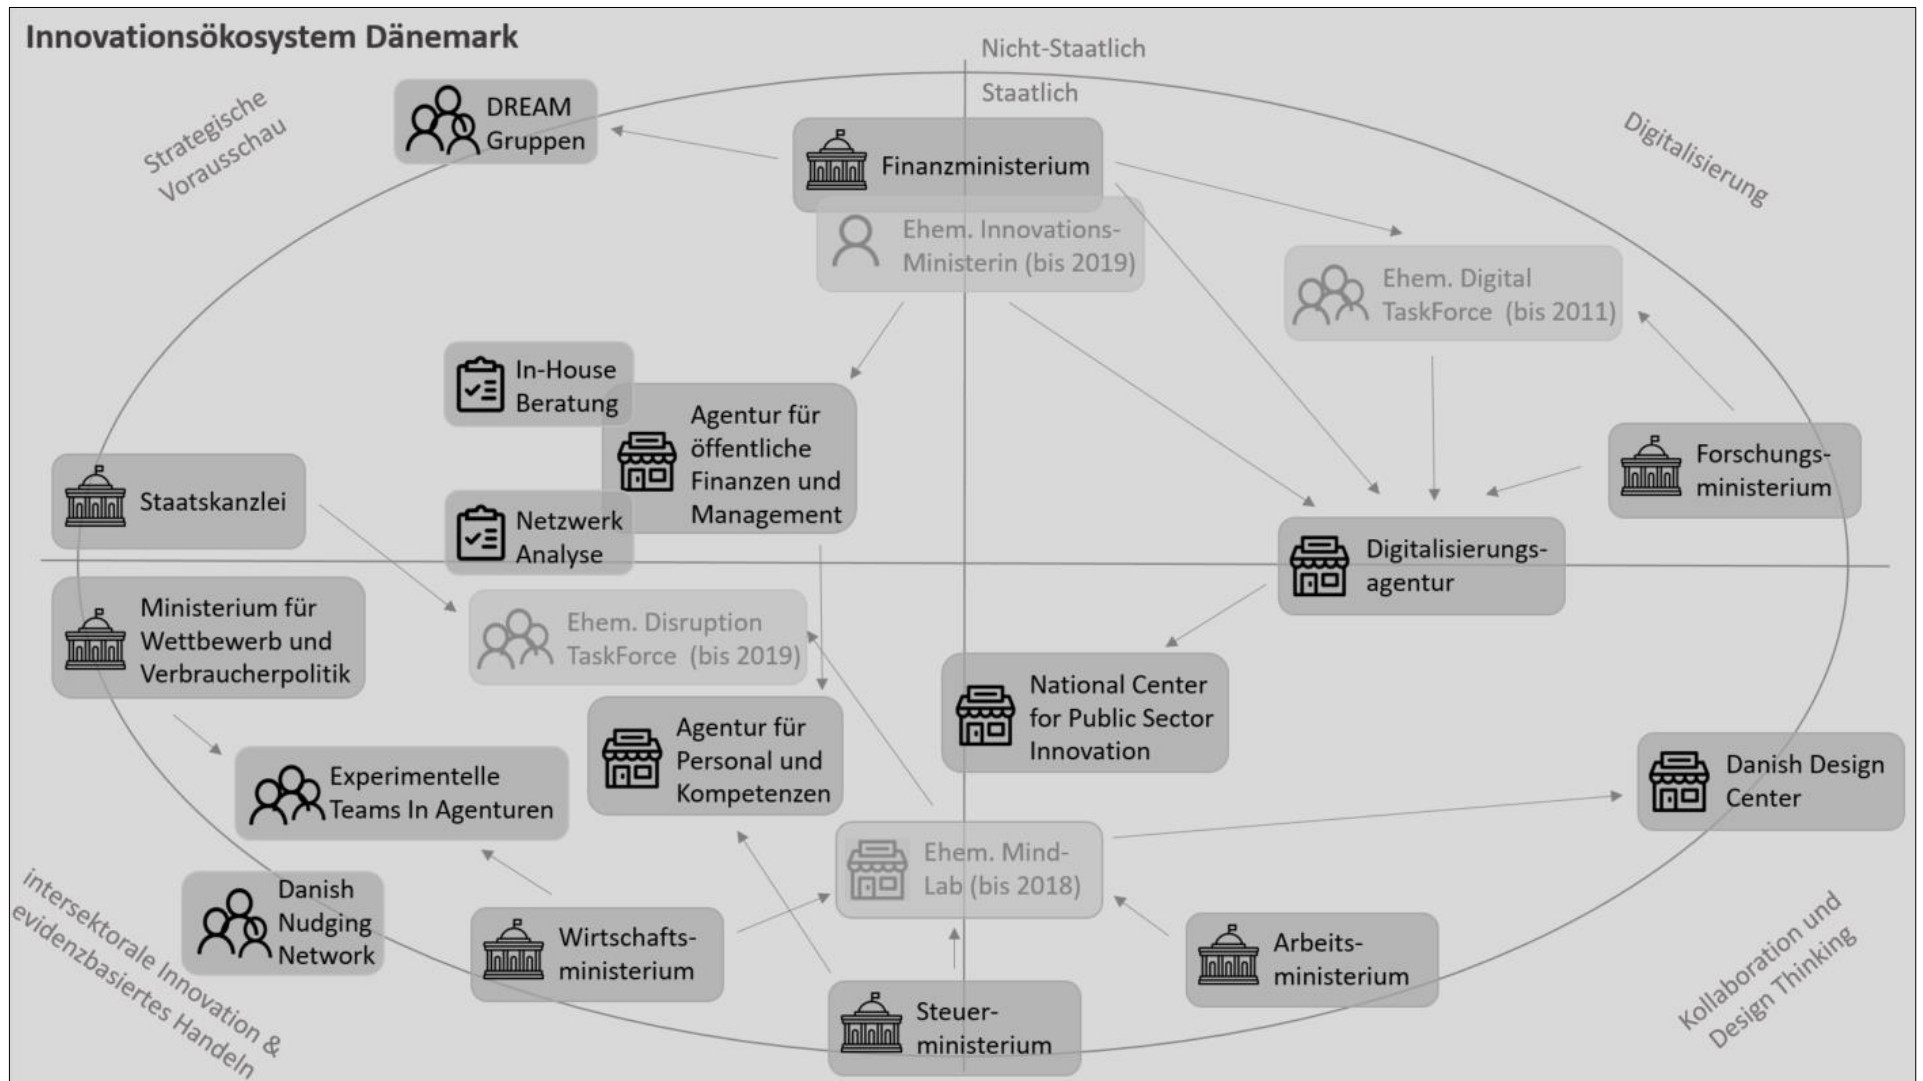 Innovationsökosystem Dänemark
Nicht-Staatlich
Staatlich
Strategische
Vorausschau
Digitalisierung
DREAM
Gruppen
Finanzministerium
Ehem. Innovations-
Ministerin (bis 2019)
Ehem. Digital
TaskForce (bis 2011)
In-House
Beratung
Agentur für
öffentliche
Finanzen und
Management
Netzwerk
Analyse
Staatskanzlei
Forschungs-
ministerium
Digitalisierungs-
agentur
Ministerium für
Wettbewerb und
Verbraucherpolitik
Ehem. Disruption
TaskForce (bis 2019)
National Center
for Public Sector
Innovation
Agentur für
Personal und
Kompetenzen
Danish Design
Center
Experimentelle
Teams In Agenturen
Ehem. Mind-
Lab (bis 2018)
Danish
Nudging
Network
Wirtschafts-
ministerium
Arbeits-
ministerium
Steuer-
ministerium
intersektorale Innovation &
evidenzbasiertes Handeln
Kollaboration und
Design Thinking